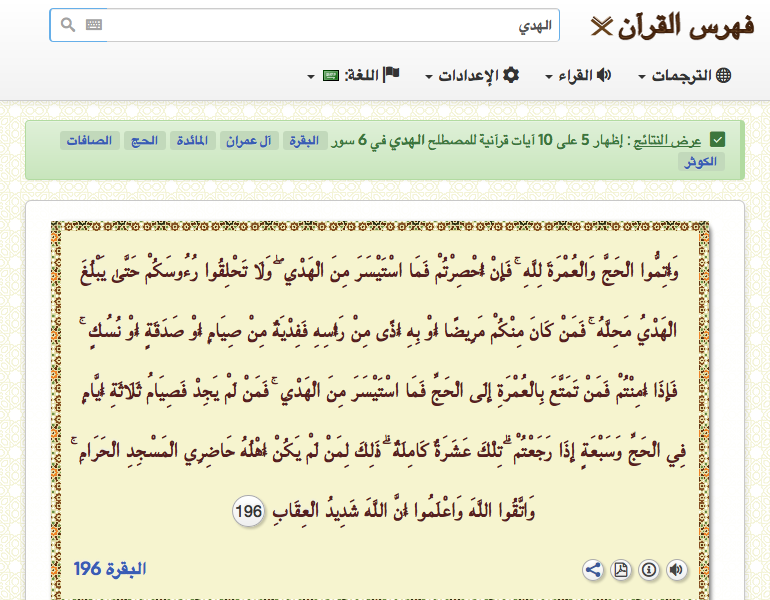 فهرس القرآن
الهدي
الترجمات
القراء
الإعدادات
اللغة:
عرض النتائج : إظهار 5 على 10 آيات قرآنية للمصطلح الهدي في 6 سور البقرة آل عمران المائدة الحج الصافات
الكوثر
وَأَتِمُّوا الْحَجَّ وَالْعُمْرَةَ لِلَّهِ ۚ فَإِنْ أُحْصِرْتُمْ فَمَا اسْتَيْسَرَ مِنَ الْهَدْيِ ۖ وَلَا تَحْلِقُوا رُءُوسَكُمْ حَتَّىٰ يَبْلُغَ
الْهَدْيُ مَحِلَّهُ ۚ فَمَنْ كَانَ مِنْكُمْ مَرِيضًا أَوْ بِهِ أَذًى مِنْ رَأْسِهِ فَفِدْيَةٌ مِنْ صِيَامٍ أَوْ صَدَقَةٍ أَوْ نُسُكٍ ۚ
فَإِذَا أَمِنْتُمْ فَمَنْ تَمَتَّعَ بِالْعُمْرَةِ إِلَى الْحَجِّ فَمَا اسْتَيْسَرَ مِنَ الْهَدْيِ ۚ فَمَنْ لَمْ يَجِدْ فَصِيَامُ ثَلَاثَةِ أَيَّامٍ
فِي الْحَجِّ وَسَبْعَةٍ إِذَا رَجَعْتُمْ ۗ تِلْكَ عَشَرَةٌ كَامِلَةٌ ۗ ذَٰلِكَ لِمَنْ لَمْ يَكُنْ أَهْلُهُ حَاضِرِي الْمَسْجِدِ الْحَرَامِ ۚ
وَاتَّقُوا اللَّهَ وَاعْلَمُوا أَنَّ اللَّهَ شَدِيدُ الْعِقَابِ 196
البقرة 196